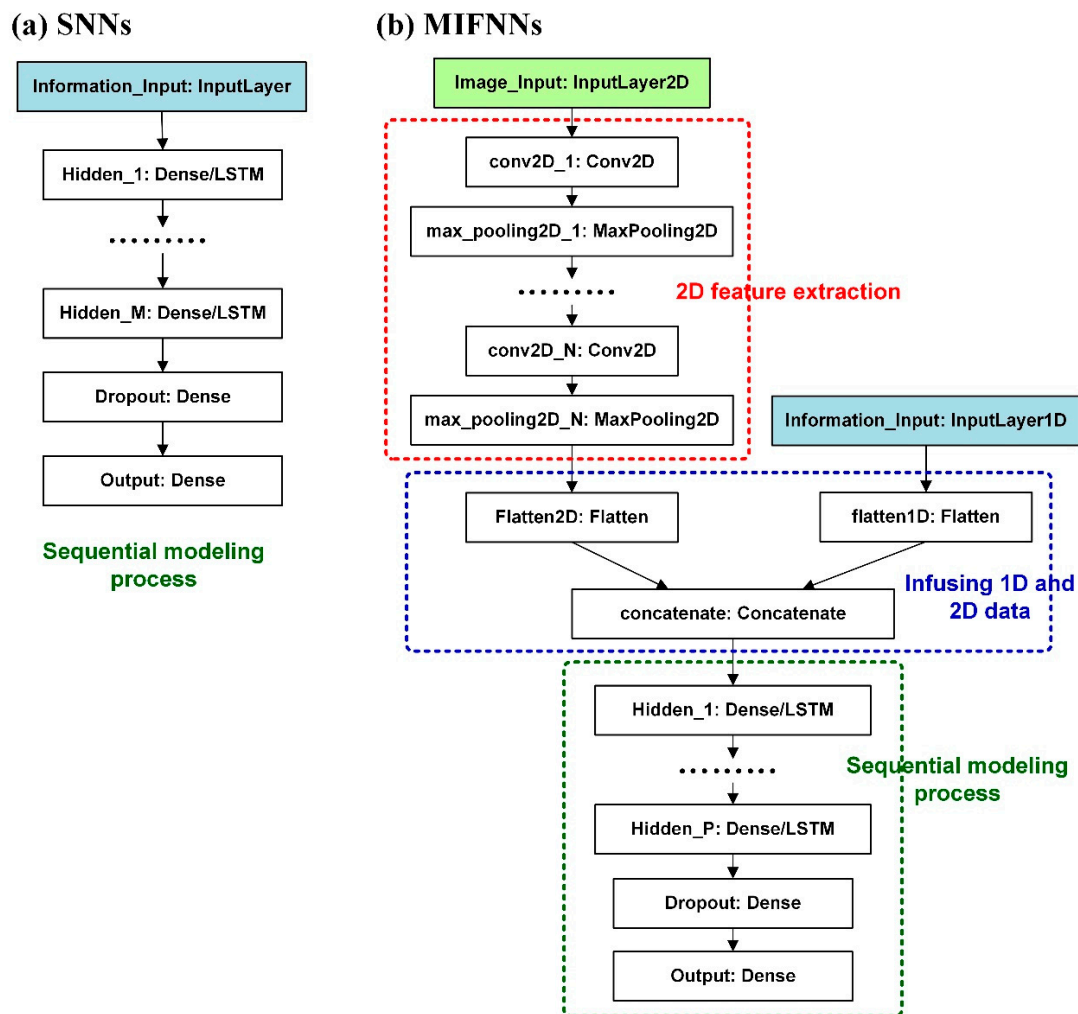 (a) SNNs
Information_Input: InputLayer
Hidden_1: Dense/LSTM
Hidden_M: Dense/LSTM
Dropout: Dense
Output: Dense
Sequential modeling
process
(b) MIFNNs
Image_Input: InputLayer2D
conv2D_1: Conv2D
max_pooling2D_1: MaxPooling2D
2D feature extraction
conv2D_N: Conv2D
max_pooling2D_N: MaxPooling2D
Information_Input: InputLayer1D
Flatten2D: Flatten
flatten1D: Flatten
Infusing 1D and
2D data
concatenate: Concatenate
Hidden_1: Dense/LSTM
Sequential modeling
process
Hidden_P: Dense/LSTM
Dropout: Dense
Output: Dense